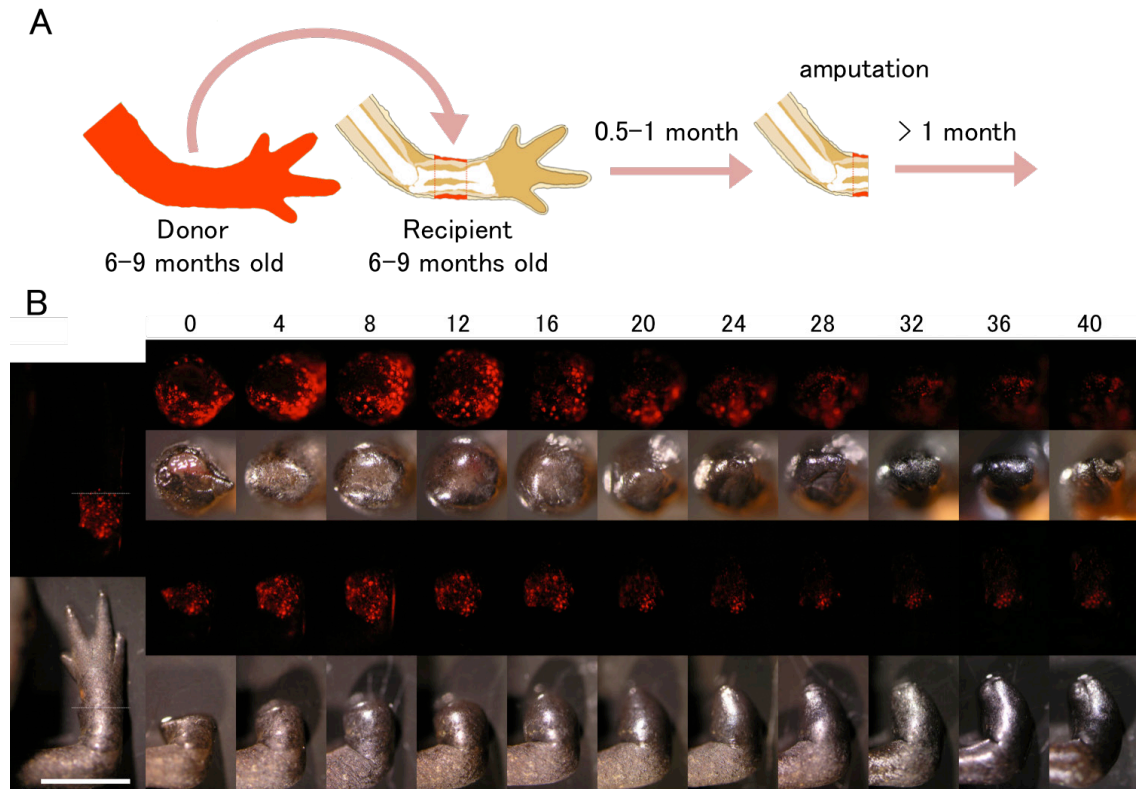 A
amputation
0.5-1 month
> 1 month
Donor
6-9 months old
Recipient
6-9 months old
B
0 4 8 12 16 20 24 28 32 36 40